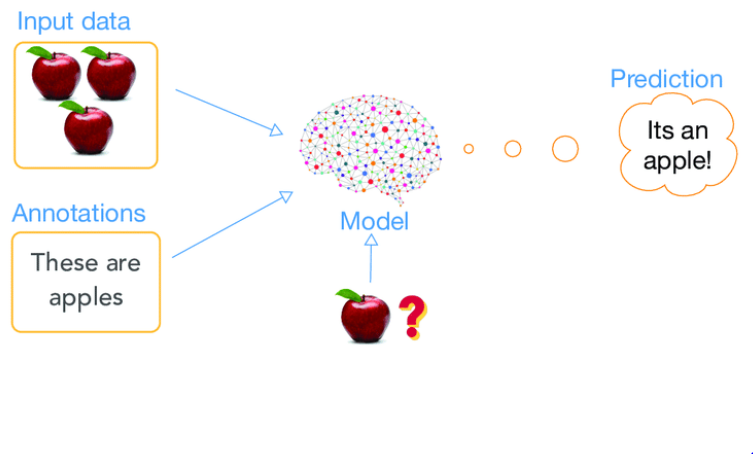 Input data
Prediction
Its an
apple!
Annotations
These are
apples
Model
?